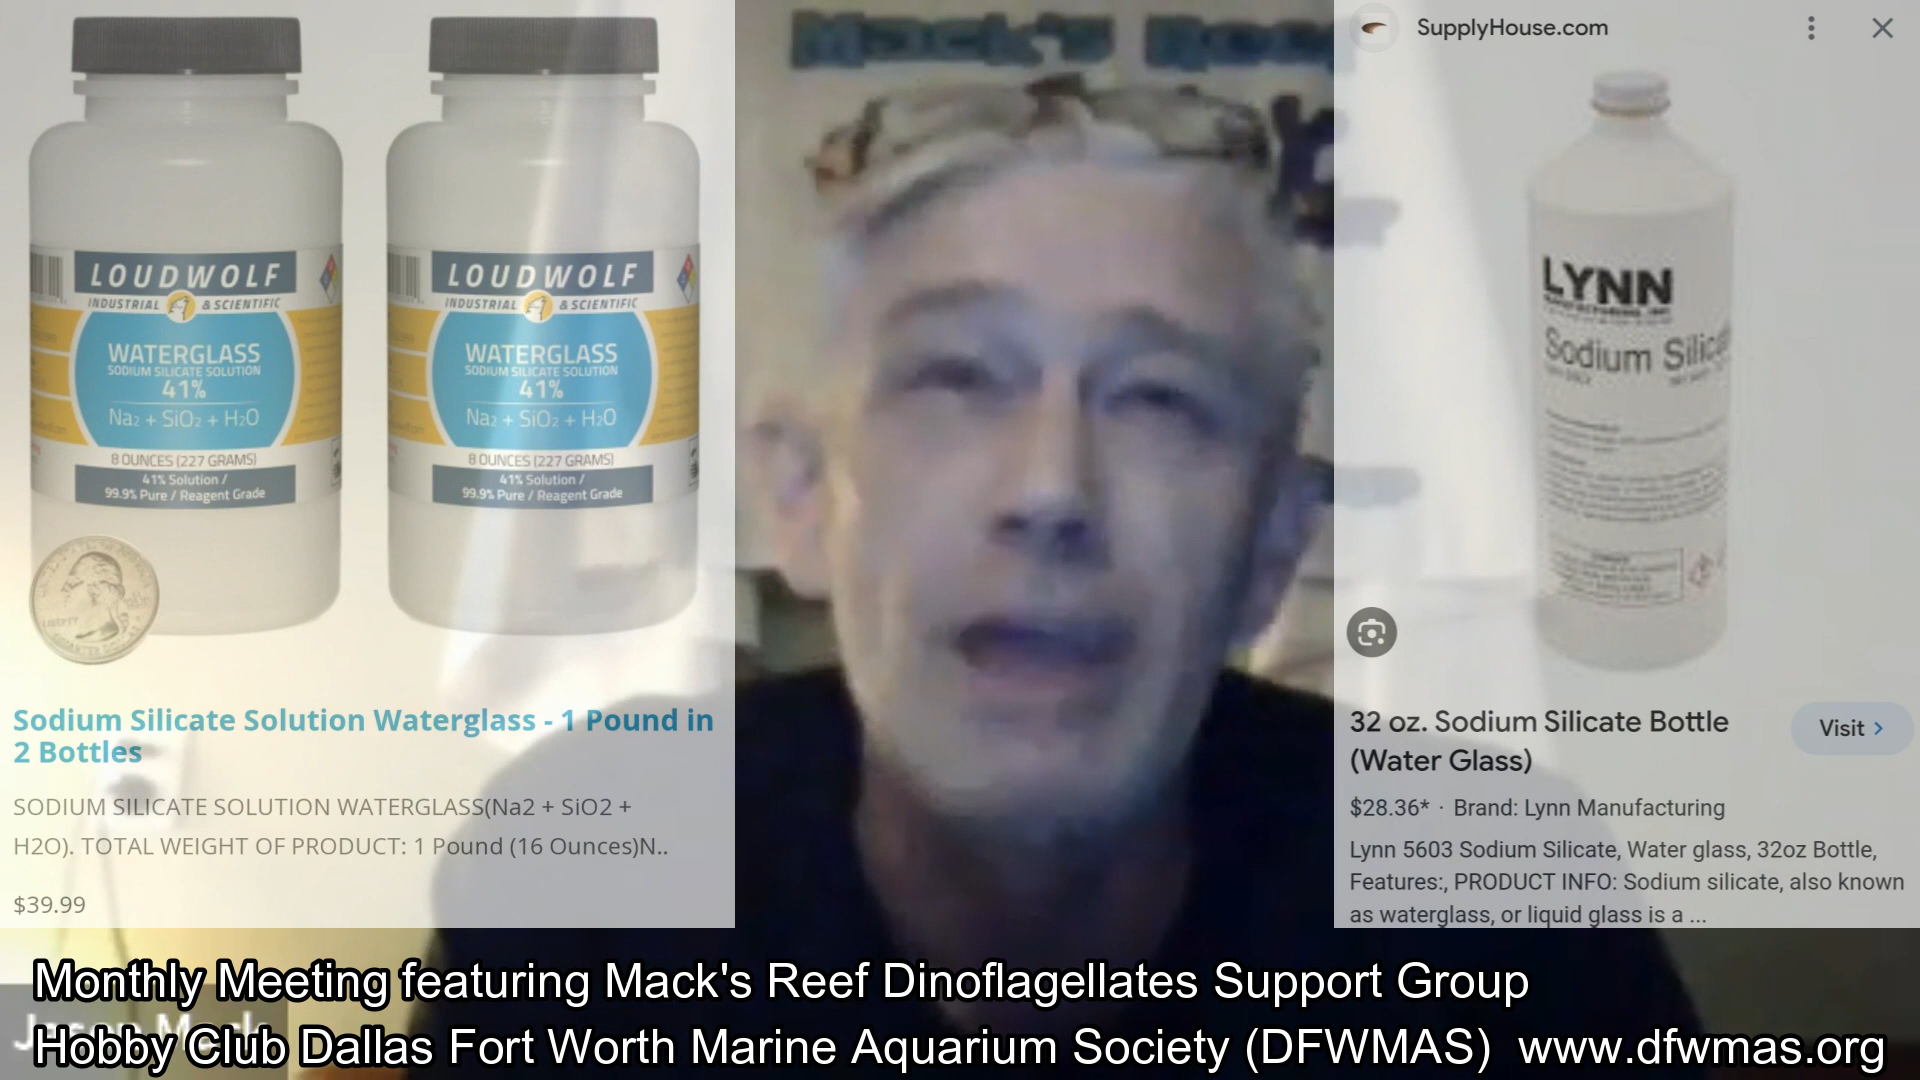 Mack's
SupplyHouse.com
LOUDWOLF
INDUSTRIAL & SCIENTIFIC
WATERGLASS
SODIUM SILICATE SOLUTION
41%
Na2 + SiO2 + H2O
8 OUNCES (227 GRAMS)
41% Solution /
99.9% Pure / Reagent Grade
LOUDWOLF
INDUSTRIAL & SCIENTIFIC
WATERGLASS
SODIUM SILICATE SOLUTION
41%
Na2 + SiO2 + H2O
8 OUNCES (227 GRAMS)
41% Solution /
99.9% Pure / Reagent Grade
LIBERTY
LYNN
MANUFACTURING, INC.
Sodium Silica
Sodium Silicate Solution Waterglass - 1 Pound in
2 Bottles
SODIUM SILICATE SOLUTION WATERGLASS(Na2 + SiO2 +
H2O). TOTAL WEIGHT OF PRODUCT: 1 Pound (16 Ounces)N..
$39.99
32 oz. Sodium Silicate Bottle
(Water Glass)
Visit >
$28.36* · Brand: Lynn Manufacturing
Lynn 5603 Sodium Silicate, Water glass, 32oz Bottle,
Features:, PRODUCT INFO: Sodium silicate, also known
as waterglass, or liquid glass is a ...
Monthly Meeting featuring Mack's Reef Dinoflagellates Support Group
Hobby Club Dallas Fort Worth Marine Aquarium Society (DFWMAS) www.dfwmas.org